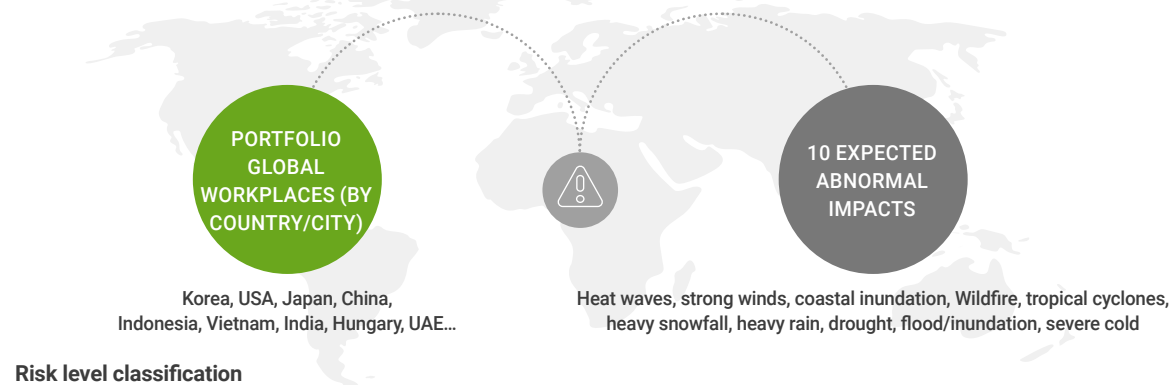 PORTFOLIO
GLOBAL
WORKPLACES (BY
COUNTRY/CITY)
10 EXPECTED
ABNORMAL
IMPACTS
Korea, USA, Japan, China,
Indonesia, Vietnam, India, Hungary, UAE...
Heat waves, strong winds, coastal inundation, Wildfire, tropical cyclones,
heavy snowfall, heavy rain, drought, flood/inundation, severe cold
Risk level classification